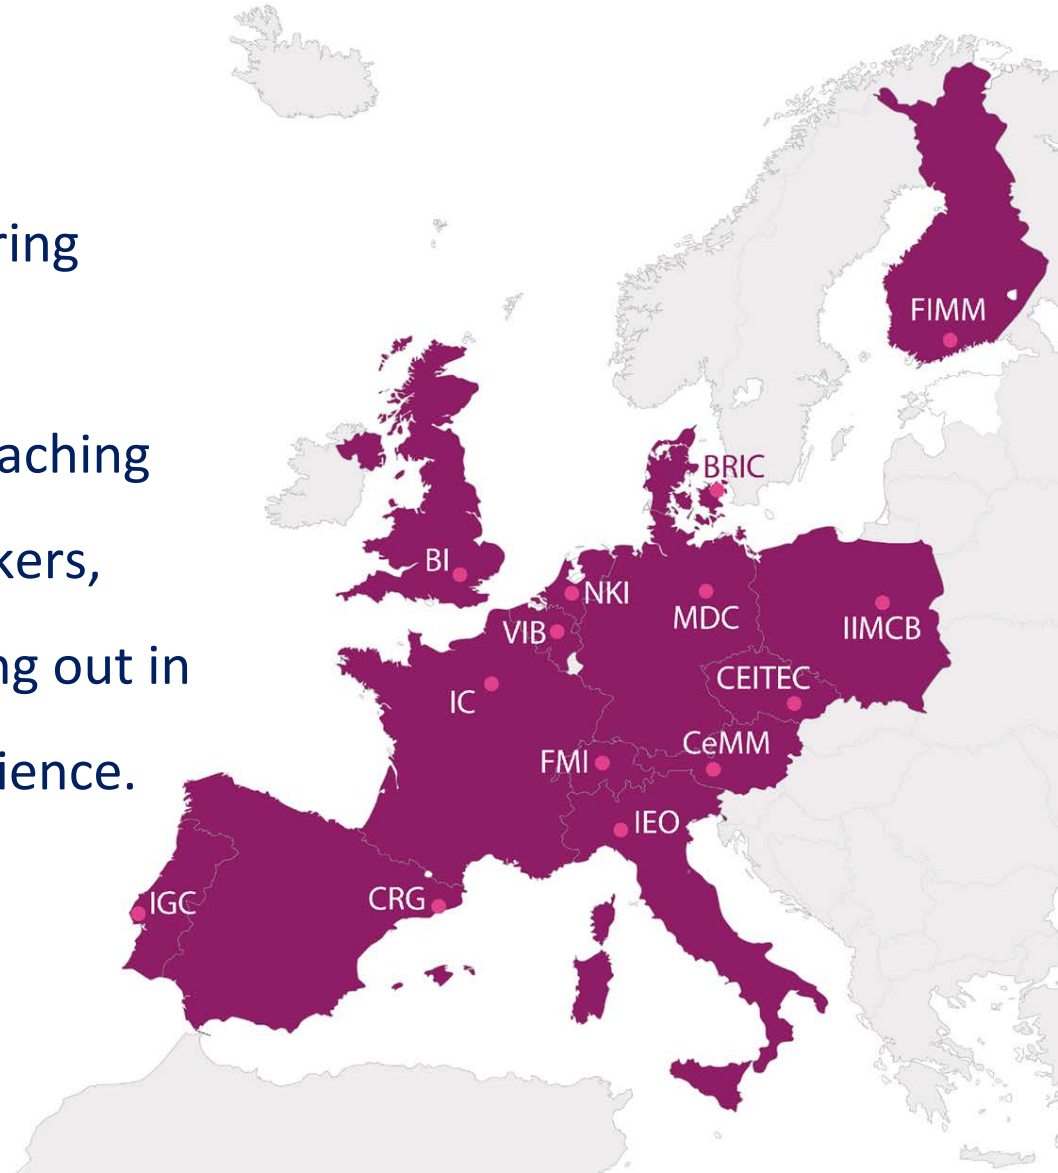 ring
aching
kers,
ng out in
ience.
FIMM
BRIC
BI
NKI
MDC
IIMCB
VIB
CEITEC
IC
CeMM
FMI
IEO
IGC
CRG